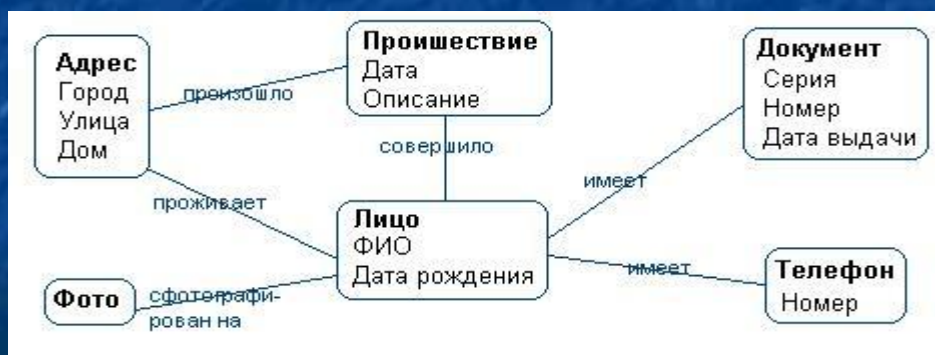 Адрес
Город
Улица
Дом
произошло
Проишествие
Дата
Описание
Документ
Серия
Номер
Дата выдачи
совершило
имеет
проживает
Лицо
ФИО
Дата рождения
имеет
Телефон
Номер
Фото
сфотографи-
рован на